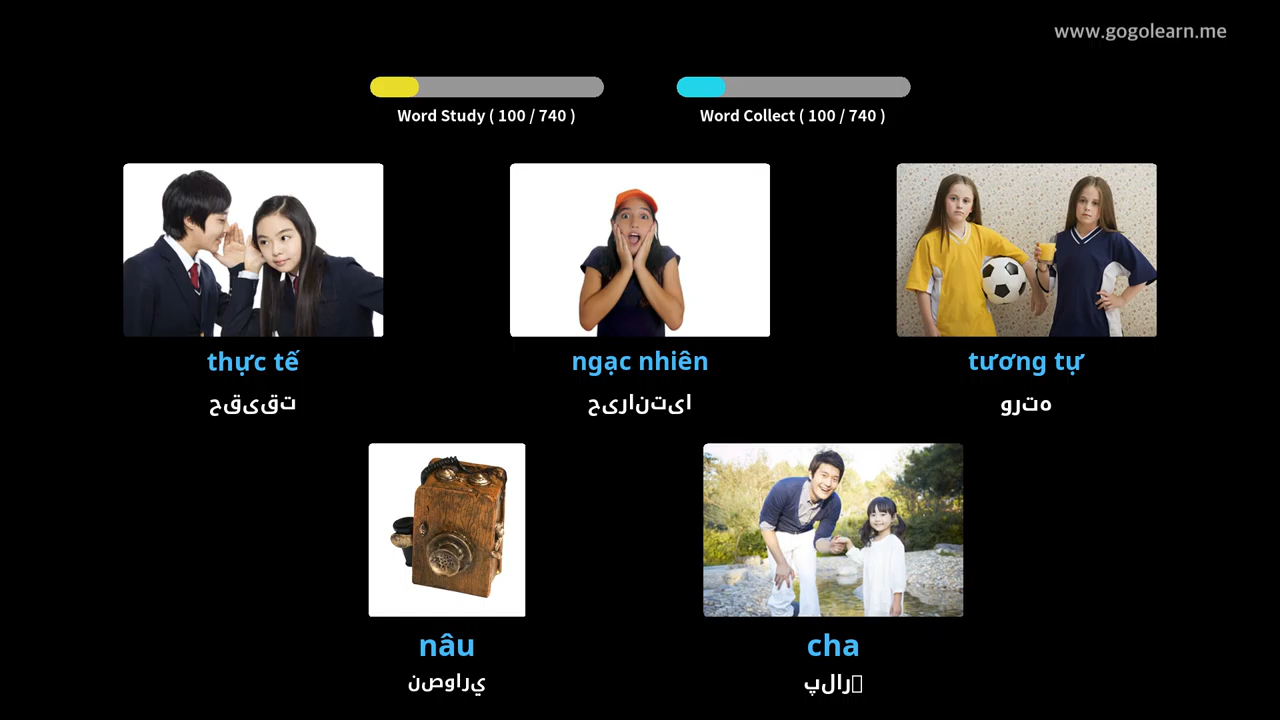 www.gogolearn.me
Word Study ( 100 / 740 )
Word Collect ( 100 / 740 )
thực tế
ngạc nhiên
tương tự
حقیقت
حیرانتیا
ورته
nâu
cha
نصواري
پلار